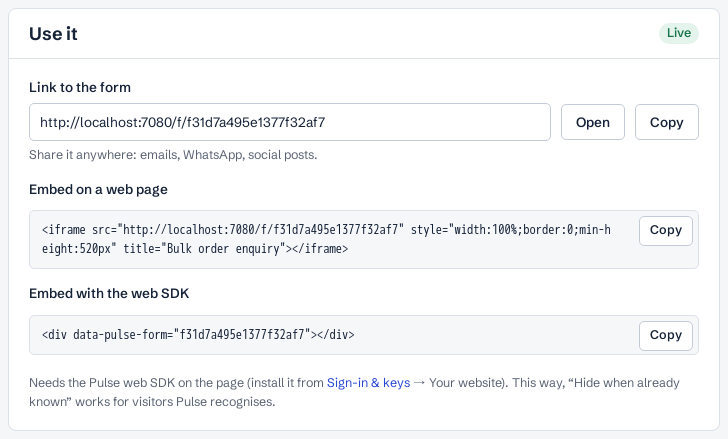 Use it
Live
Link to the form
http://localhost:7080/f/f31d7a495e1377f32af7
Open
Copy
Share it anywhere: emails, WhatsApp, social posts.
Embed on a web page
<iframe src="http://localhost:7080/f/f31d7a495e1377f32af7" style="width:100%;border:0;min-h
eight:520px" title="Bulk order enquiry"></iframe>
Copy
Embed with the web SDK
<div data-pulse-form="f31d7a495e1377f32af7"></div>
Copy
Needs the Pulse web SDK on the page (install it from Sign-in & keys → Your website). This way, “Hide when already
known” works for visitors Pulse recognises.